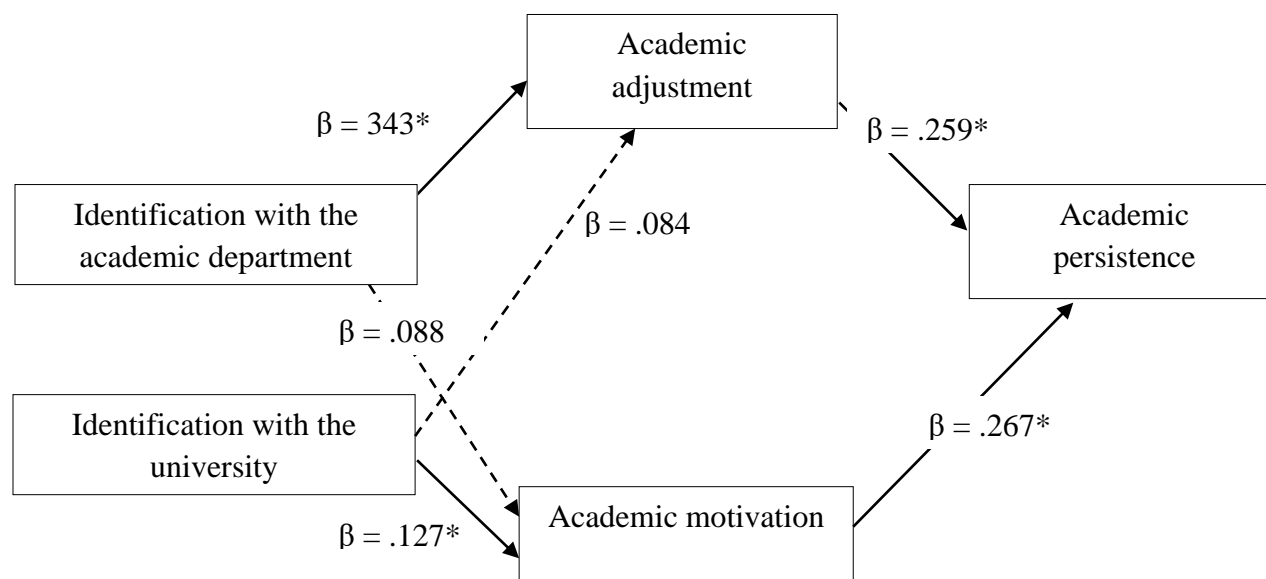 Academic
adjustment
β = 343*
β = .259*
Identification with the
academic department
β = .084
Academic
persistence
β = .088
Identification with the
university
β = .267*
β = .127*
Academic motivation